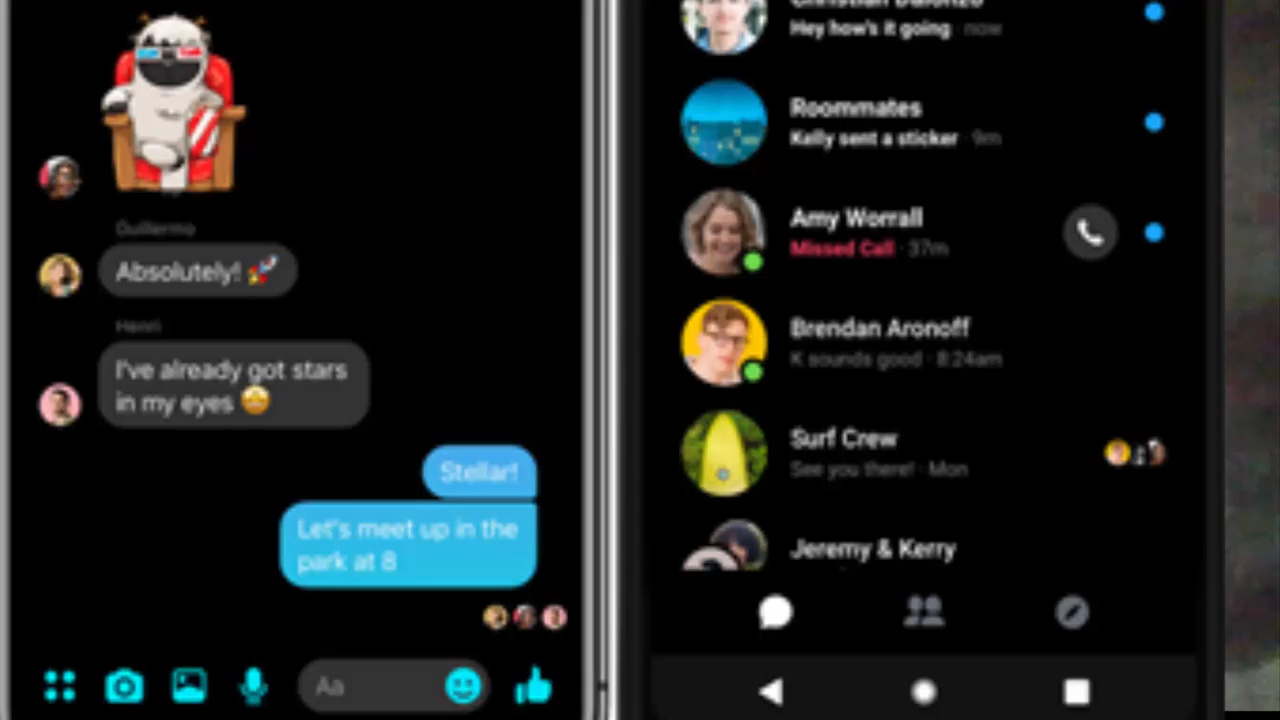 Guillermo
Absolutely! 🚀
Henri
I've already got stars
in my eyes 🤩
Stellar!
Let's meet up in the
park at 8
Aa
Christian Dalonzo
Hey how's it going · now
Roommates
Kelly sent a sticker · 9m
Amy Worrall
Missed Call · 37m
Brendan Aronoff
K sounds good · 8:24am
Surf Crew
See you there! · Mon
Jeremy & Kerry